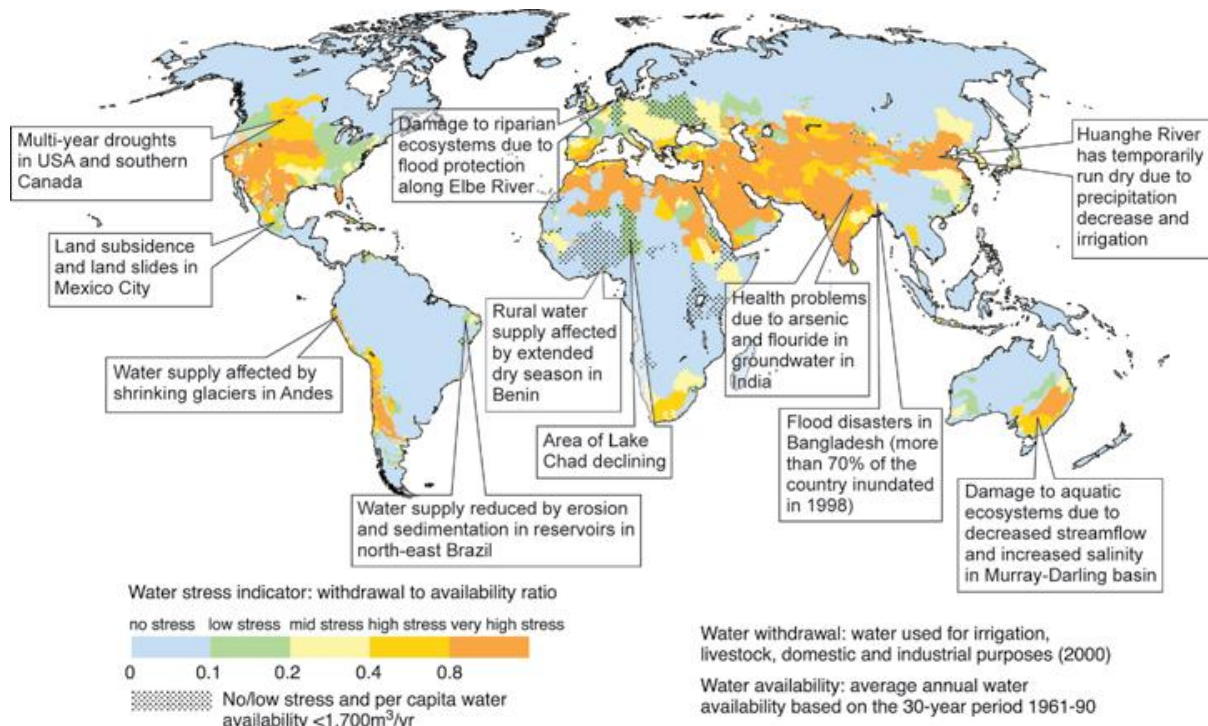 Multi-year droughts
in USA and southern
Canada
Damage to riparian
ecosystems due to
flood protection
along Elbe River
Huanghe River
has temporarily
run dry due to
precipitation
decrease and
irrigation
Land subsidence
and land slides in
Mexico City
Water supply affected by
shrinking glaciers in Andes
Rural water
supply affected
by extended
dry season in
Benin
Health problems
due to arsenic
and flouride in
groundwater in
India
Area of Lake
Chad declining
Flood disasters in
Bangladesh (more
than 70% of the
country inundated
in 1998)
Water supply reduced by erosion
and sedimentation in reservoirs in
north-east Brazil
Damage to aquatic
ecosystems due to
decreased streamflow
and increased salinity
in Murray-Darling basin
Water stress indicator: withdrawal to availability ratio
no stress low stress mid stress high stress very high stress
0 0.1 0.2 0.4 0.8
No/low stress and per capita water
availability <1,700m³/yr
Water withdrawal: water used for irrigation,
livestock, domestic and industrial purposes (2000)
Water availability: average annual water
availability based on the 30-year period 1961-90